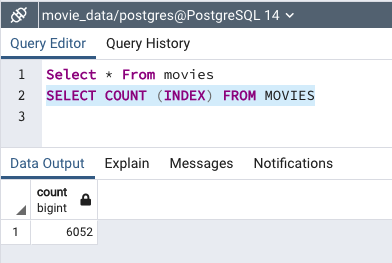 movie_data/postgres@PostgreSQL 14
Query Editor Query History
1 Select * From movies
2 SELECT COUNT (INDEX) FROM MOVIES
3
Data Output Explain Messages Notifications
count
bigint
1 6052